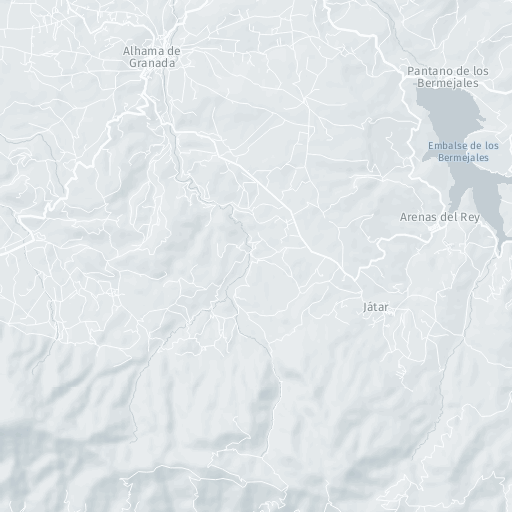 Alhama de
Granada
Pantano de los
Bermejales
Embalse de los
Bermejales
Arenas del Rey
Játar